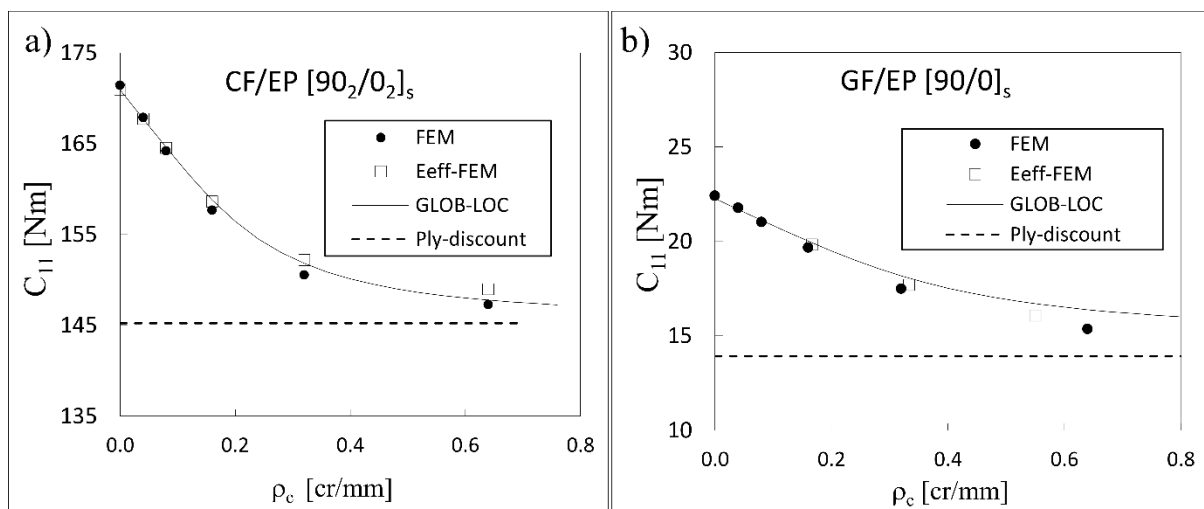 a)
CF/EP [90₂/0₂]ₛ
FEM
Eeff-FEM
GLOB-LOC
Ply-discount
C₁₁ [Nm]
175
165
155
145
135
0.0 0.2 0.4 0.6 0.8
ρc [cr/mm]
b)
GF/EP [90/0]ₛ
FEM
Eeff-FEM
GLOB-LOC
Ply-discount
C₁₁ [Nm]
30
25
20
15
10
0.0 0.2 0.4 0.6 0.8
ρc [cr/mm]